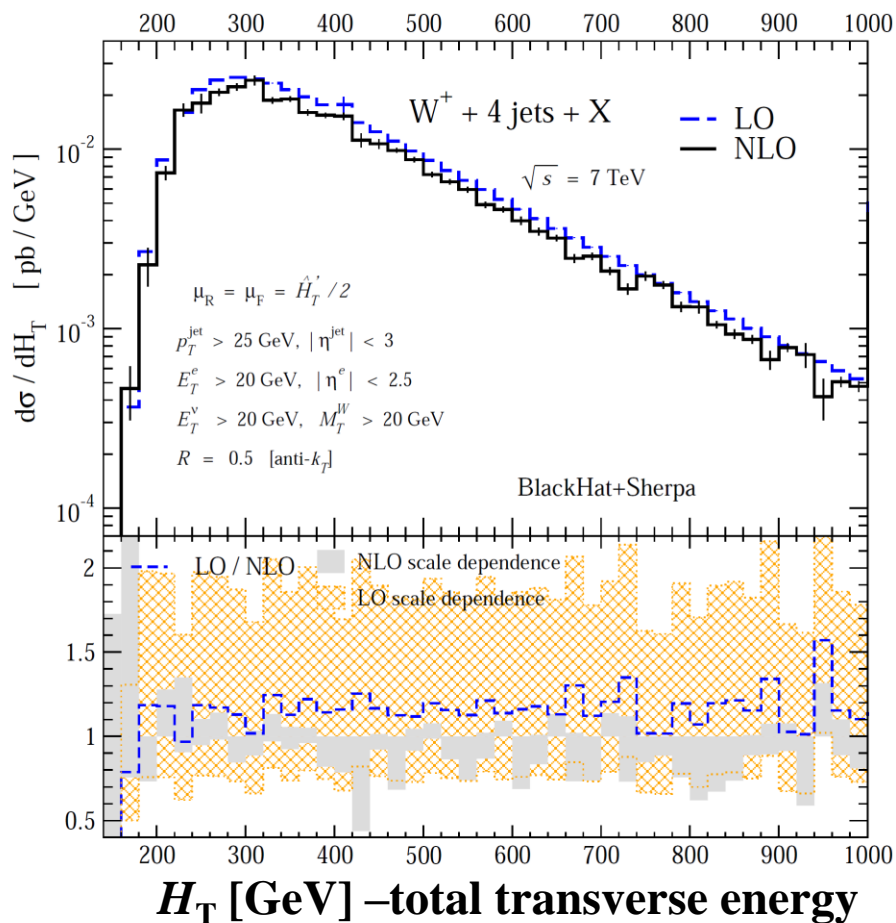 200 300 400 500 600 700 800 900 1000
W⁺ + 4 jets + X
LO
NLO
√s = 7 TeV
10⁻²
dσ / dH_T [ pb / GeV ]
μ_R = μ_F = Ĥ_T' / 2
p_T^jet > 25 GeV, | η^jet | < 3
10⁻³
E_T^e > 20 GeV, | η^e | < 2.5
E_T^ν > 20 GeV, M_T^W > 20 GeV
R = 0.5 [anti-k_T]
BlackHat+Sherpa
10⁻⁴
LO / NLO
NLO scale dependence
LO scale dependence
2
1.5
1
0.5
200 300 400 500 600 700 800 900 1000
H_T [GeV] –total transverse energy